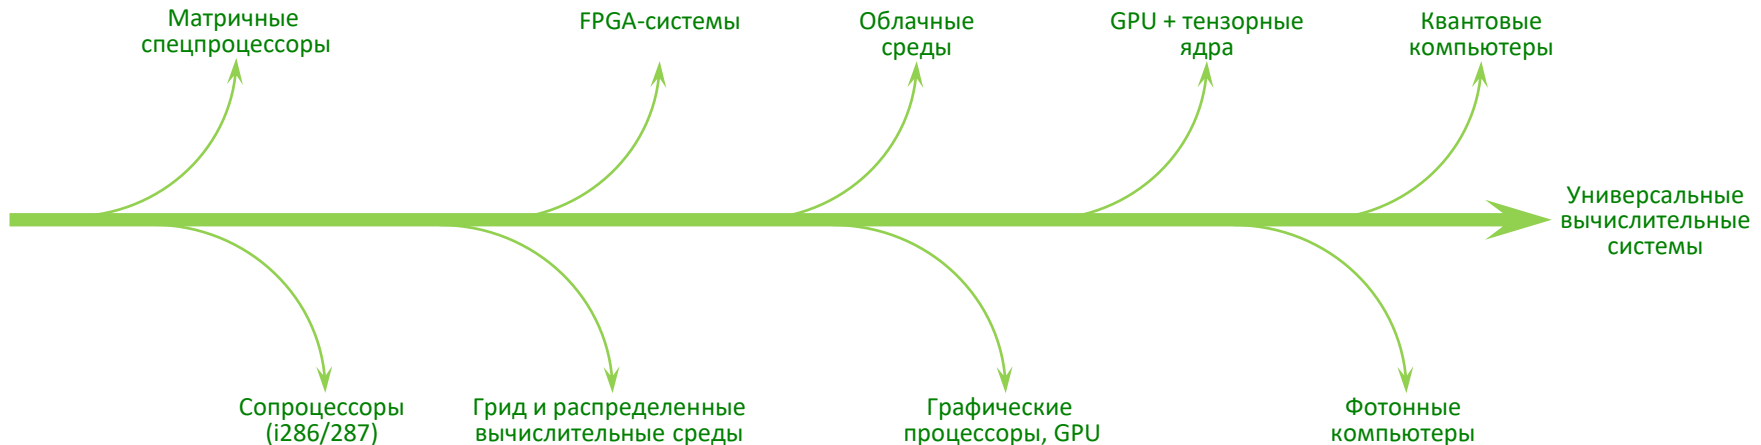 Матричные
спецпроцессоры
FPGA-системы
Облачные
среды
GPU + тензорные
ядра
Квантовые
компьютеры
Универсальные
вычислительные
системы
Сопроцессоры
(i286/287)
Грид и распределенные
вычислительные среды
Графические
процессоры, GPU
Фотонные
компьютеры